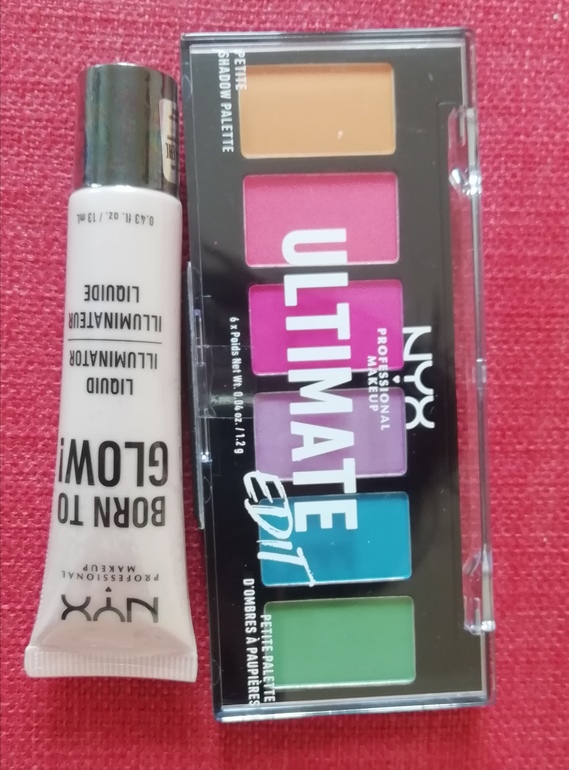 NYX
PROFESSIONAL
MAKEUP
BORN TO
GLOW!
LIQUID
ILLUMINATOR
ILLUMINATEUR
LIQUIDE
0.43 fl. oz. / 13 mL
PETITE
SHADOW PALETTE
NYX
PROFESSIONAL
MAKEUP
ULTIMATE
EDIT
6 x Poids Net Wt. 0.04 oz. / 1.2 g
PETITE PALETTE
D'OMBRES À PAUPIÈRES